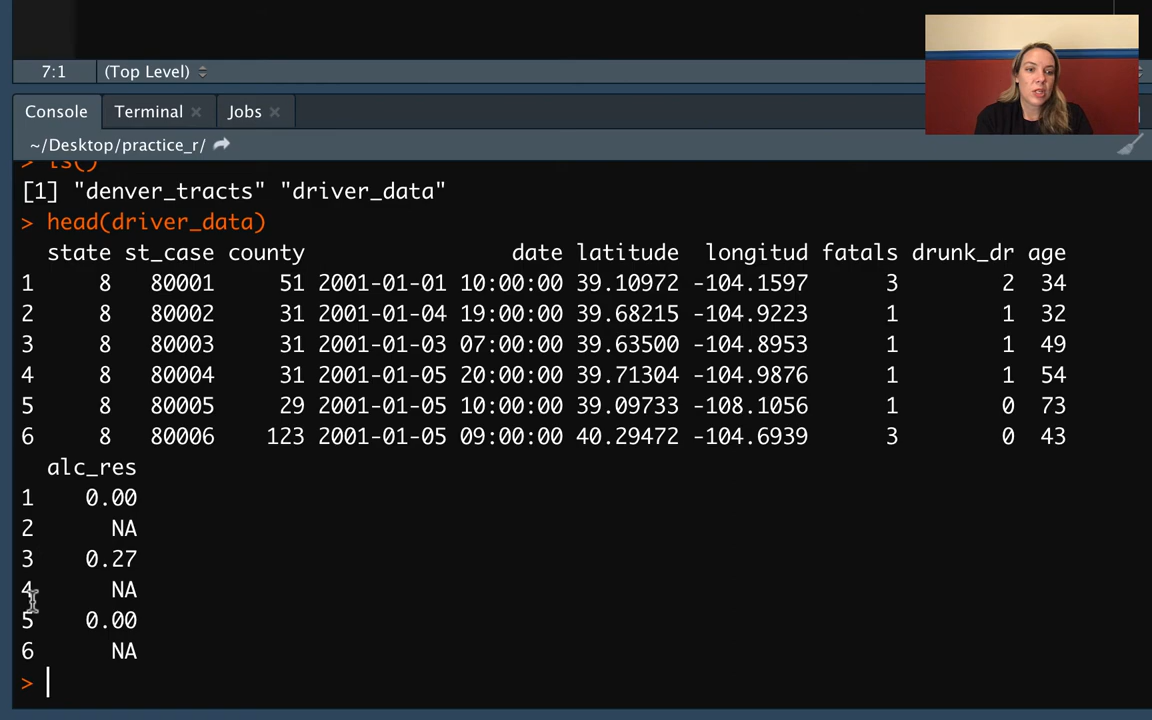 7:1 (Top Level)
Console Terminal Jobs
~/Desktop/practice_r/
> ls()
[1] "denver_tracts" "driver_data"
> head(driver_data)
state st_case county date latitude longitud fatals drunk_dr age
1 8 80001 51 2001-01-01 10:00:00 39.10972 -104.1597 3 2 34
2 8 80002 31 2001-01-04 19:00:00 39.68215 -104.9223 1 1 32
3 8 80003 31 2001-01-03 07:00:00 39.63500 -104.8953 1 1 49
4 8 80004 31 2001-01-05 20:00:00 39.71304 -104.9876 1 1 54
5 8 80005 29 2001-01-05 10:00:00 39.09733 -108.1056 1 0 73
6 8 80006 123 2001-01-05 09:00:00 40.29472 -104.6939 3 0 43
alc_res
1 0.00
2 NA
3 0.27
4 NA
5 0.00
6 NA
>